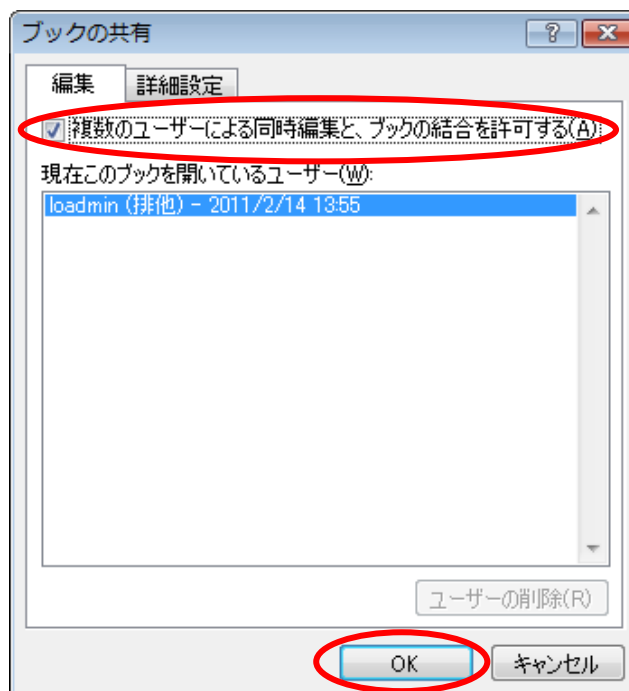 ブックの共有
編集 詳細設定
複数のユーザーによる同時編集と、ブックの結合を許可する(A)
現在このブックを開いているユーザー(W):
loadmin (排他) - 2011/2/14 13:55
ユーザーの削除(R)
OK キャンセル